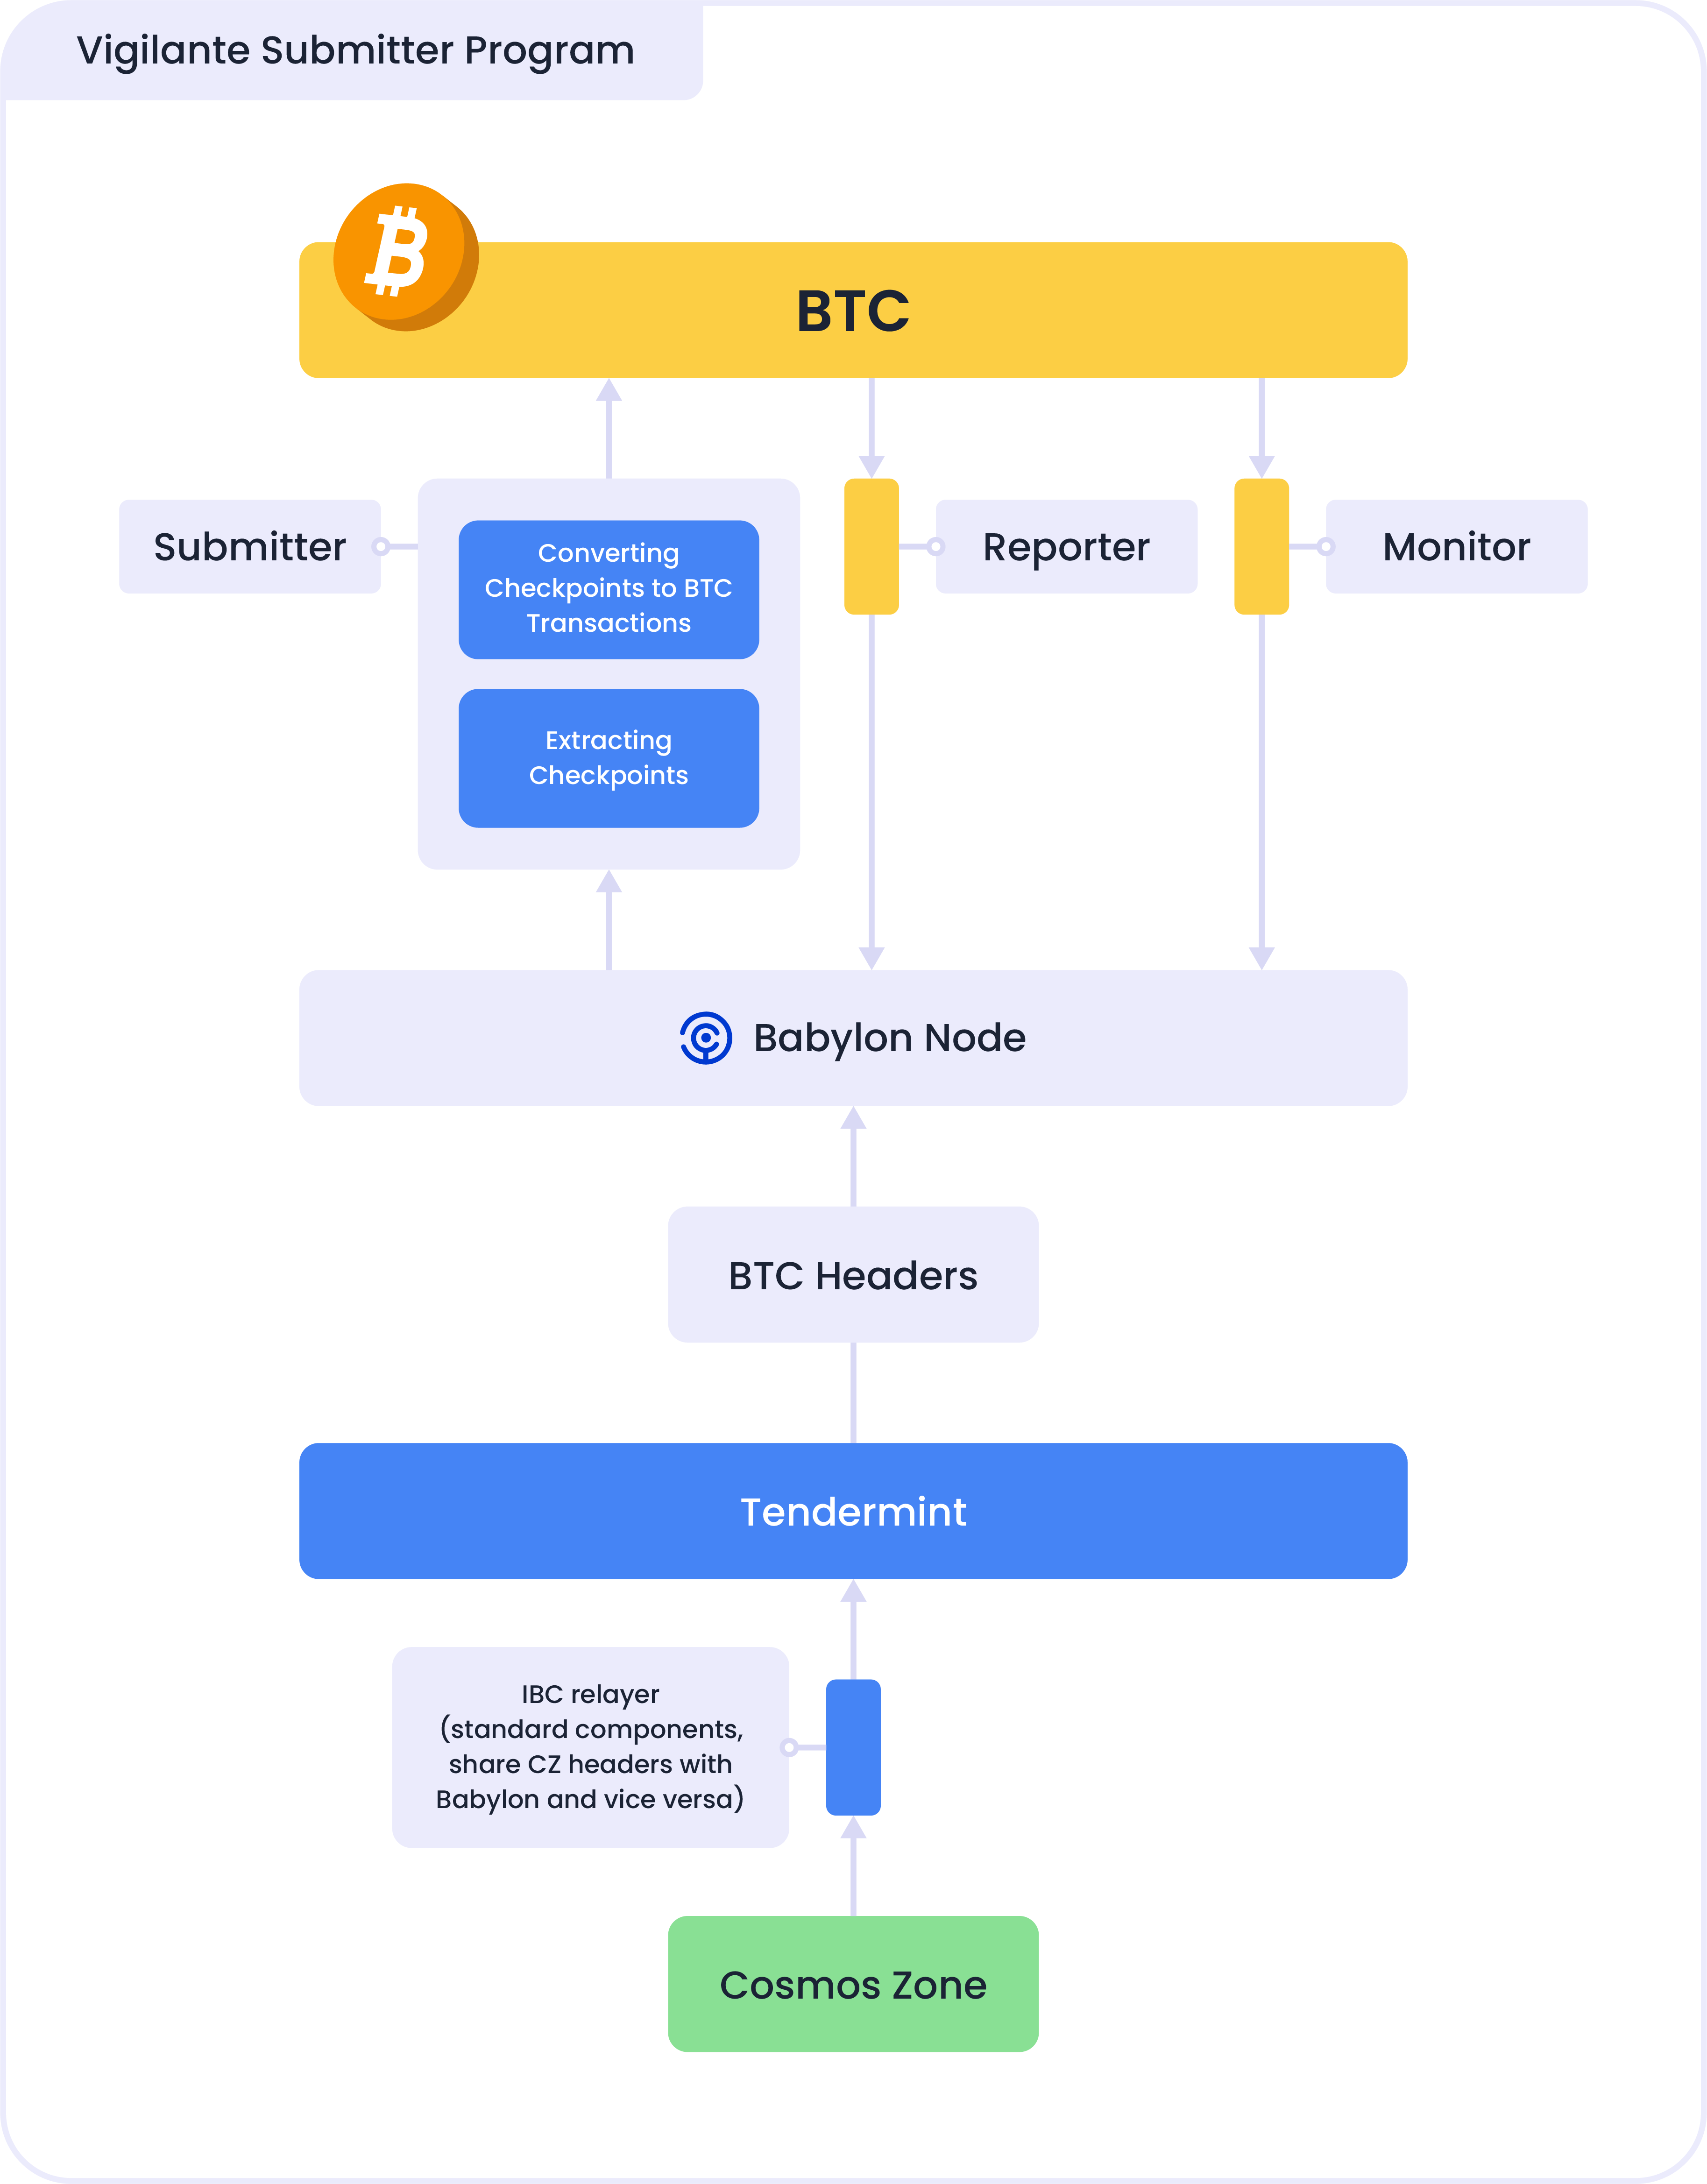 Vigilante Submitter Program
BTC
Submitter
Converting
Checkpoints to BTC
Transactions
Extracting
Checkpoints
Reporter
Monitor
Babylon Node
BTC Headers
Tendermint
IBC relayer
(standard components,
share CZ headers with
Babylon and vice versa)
Cosmos Zone